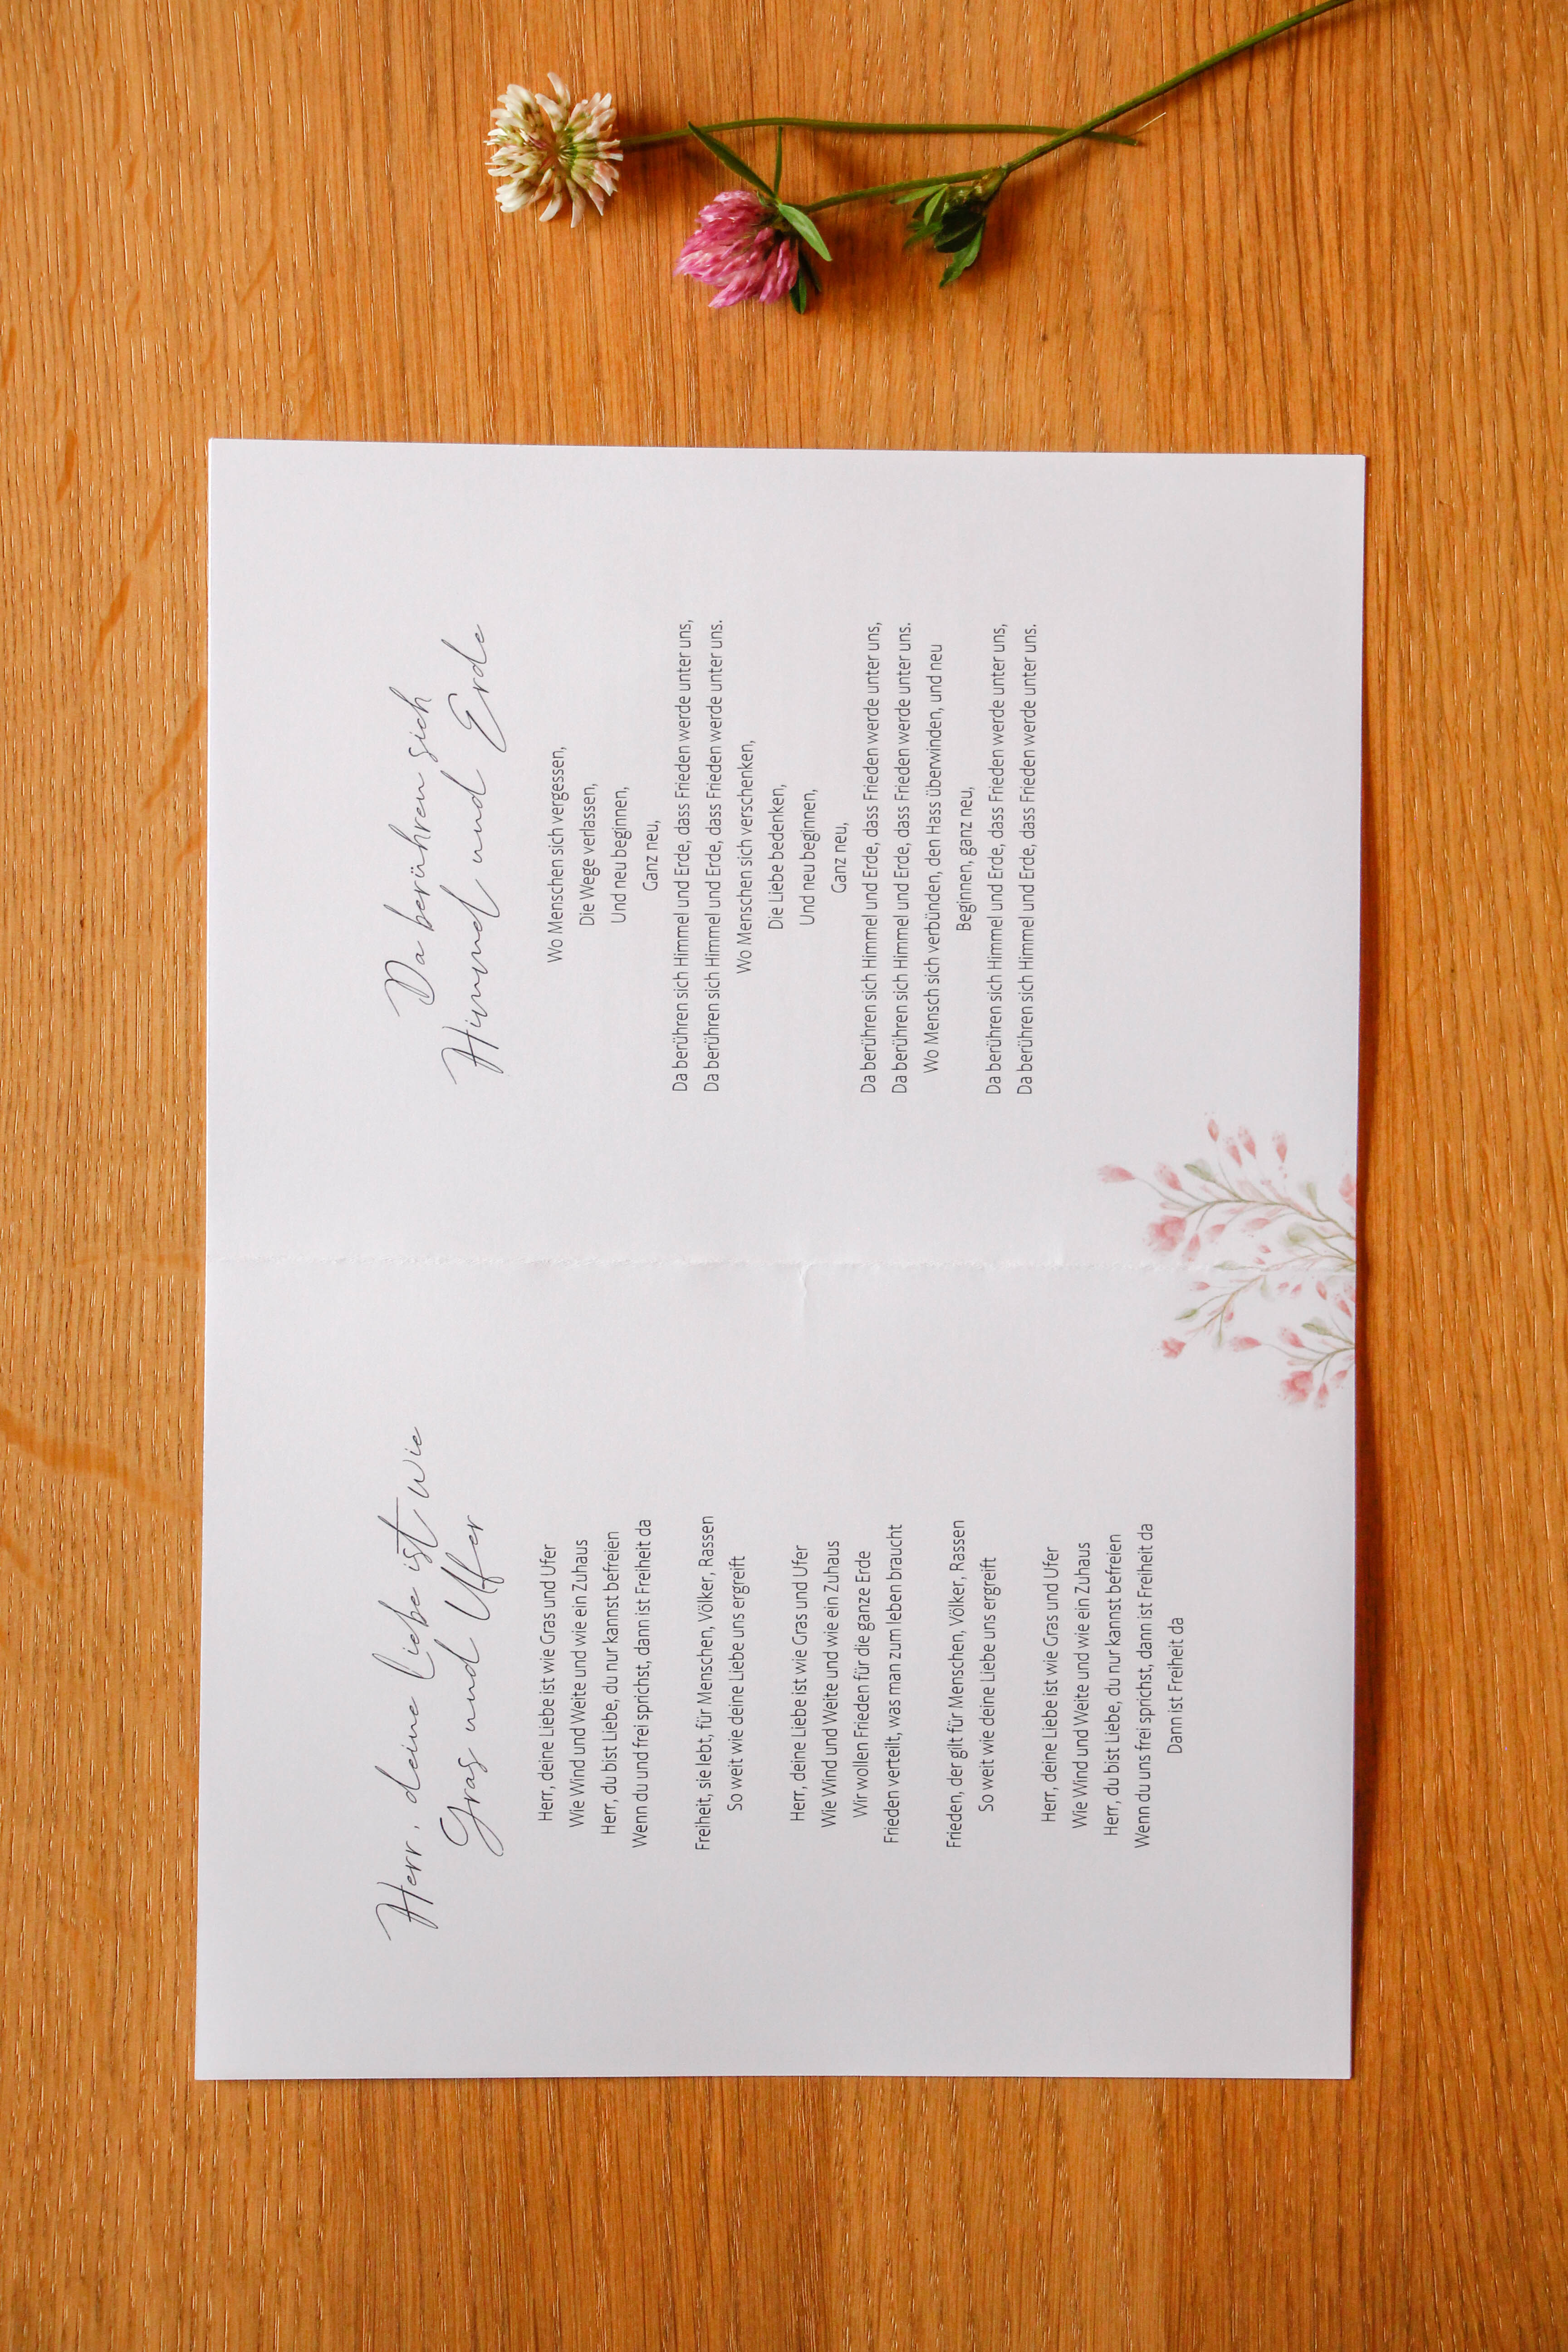 Herr, deine Liebe ist wie
Gras und Ufer
Herr, deine Liebe ist wie Gras und Ufer
Wie Wind und Weite und wie ein Zuhaus
Herr, du bist Liebe, du nur kannst befreien
Wenn du und frei sprichst, dann ist Freiheit da
Freiheit, sie lebt, für Menschen, Völker, Rassen
So weit wie deine Liebe uns ergreift
Herr, deine Liebe ist wie Gras und Ufer
Wie Wind und Weite und wie ein Zuhaus
Wir wollen Frieden für die ganze Erde
Frieden verteilt, was man zum leben braucht
Frieden, der gilt für Menschen, Völker, Rassen
So weit wie deine Liebe uns ergreift
Herr, deine Liebe ist wie Gras und Ufer
Wie Wind und Weite und wie ein Zuhaus
Herr, du bist Liebe, du nur kannst befreien
Wenn du uns frei sprichst, dann ist Freiheit da
Dann ist Freiheit da
Da berühren sich
Himmel und Erde
Wo Menschen sich vergessen,
Die Wege verlassen,
Und neu beginnen,
Ganz neu,
Da berühren sich Himmel und Erde, dass Frieden werde unter uns,
Da berühren sich Himmel und Erde, dass Frieden werde unter uns.
Wo Menschen sich verschenken,
Die Liebe bedenken,
Und neu beginnen,
Ganz neu,
Da berühren sich Himmel und Erde, dass Frieden werde unter uns,
Da berühren sich Himmel und Erde, dass Frieden werde unter uns.
Wo Mensch sich verbünden, den Hass überwinden, und neu
Beginnen, ganz neu,
Da berühren sich Himmel und Erde, dass Frieden werde unter uns,
Da berühren sich Himmel und Erde, dass Frieden werde unter uns.